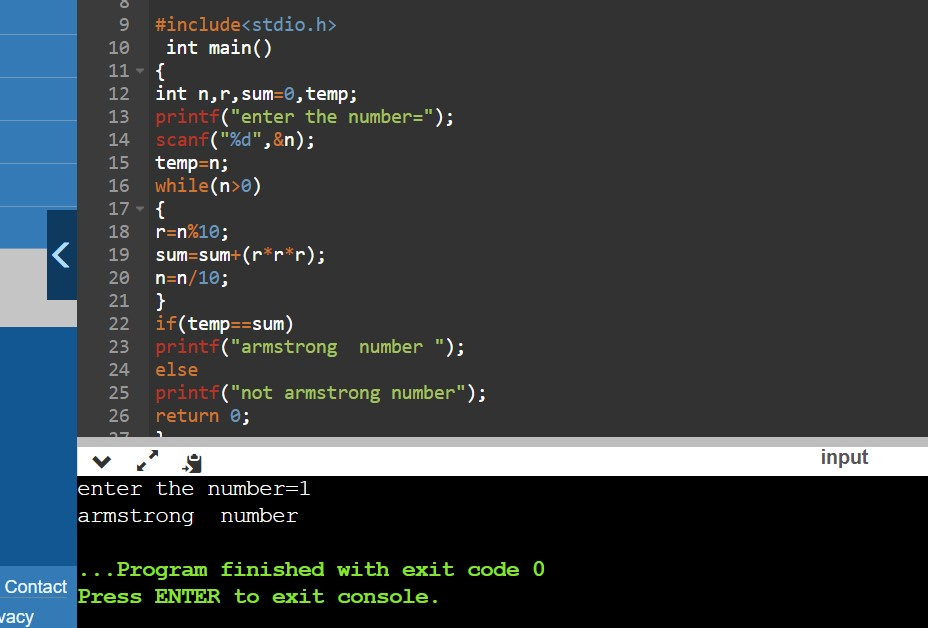 8
9 #include<stdio.h>
10 int main()
11 {
12 int n,r,sum=0,temp;
13 printf("enter the number=");
14 scanf("%d",&n);
15 temp=n;
16 while(n>0)
17 {
18 r=n%10;
19 sum=sum+(r*r*r);
20 n=n/10;
21 }
22 if(temp==sum)
23 printf("armstrong  number ");
24 else
25 printf("not armstrong number");
26 return 0;
27 }
input
enter the number=1
armstrong  number
...Program finished with exit code 0
Press ENTER to exit console.
Contact
vacy